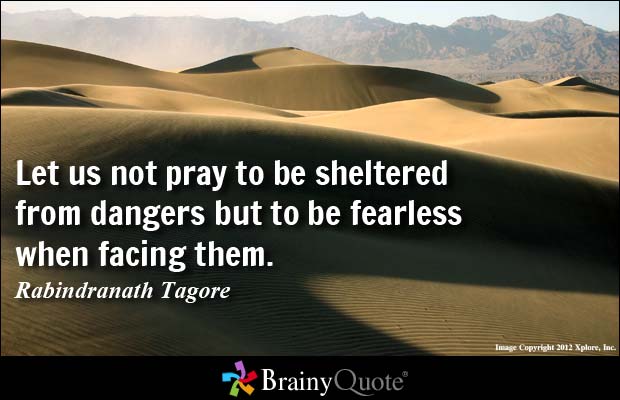 Let us not pray to be sheltered
from dangers but to be fearless
when facing them.
Rabindranath Tagore
Image Copyright 2012 Xplore, Inc.
BrainyQuote®